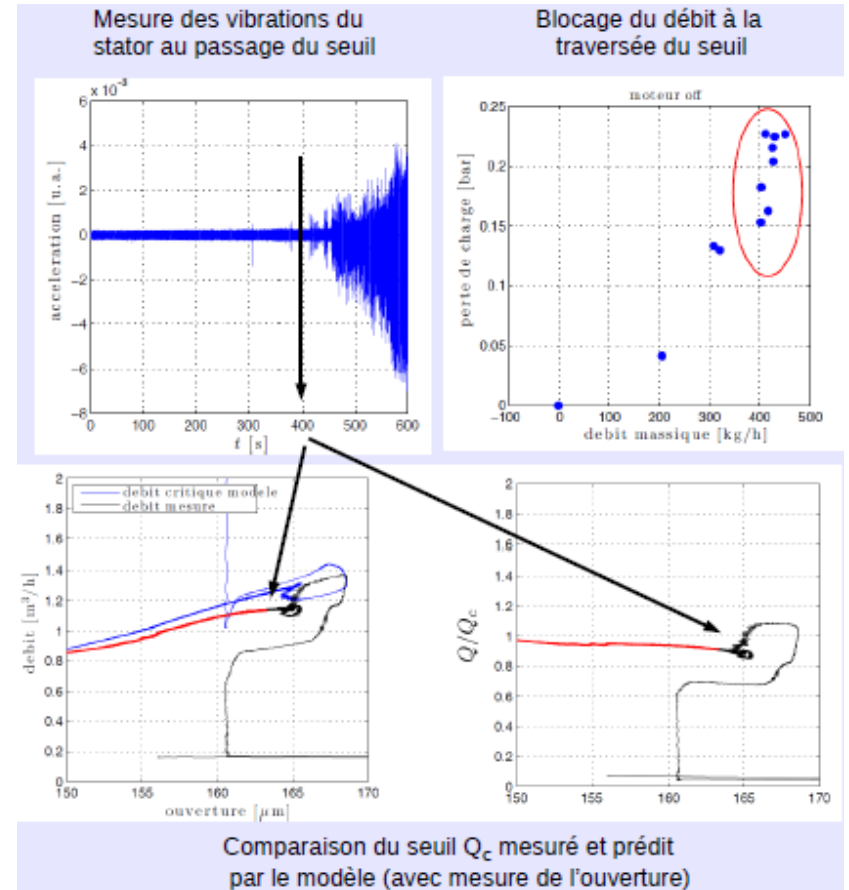 Mesure des vibrations du
stator au passage du seuil
Blocage du débit à la
traversée du seuil
x 10⁻³
6
4
2
0
−2
−4
−6
−8
acceleration [u.a.]
0 100 200 300 400 500 600
t [s]
moteur off
0.25
0.2
0.15
0.1
0.05
0
perte de charge [bar]
−100 0 100 200 300 400 500
debit massique [kg/h]
2
1.8
1.6
1.4
1.2
1
0.8
0.6
0.4
0.2
0
debit [m³/h]
debit critique modele
debit mesure
150 155 160 165 170
ouverture [μm]
2
1.8
1.6
1.4
1.2
1
0.8
0.6
0.4
0.2
0
Q/Qc
150 155 160 165 170
Comparaison du seuil Qc mesuré et prédit
par le modèle (avec mesure de l'ouverture)